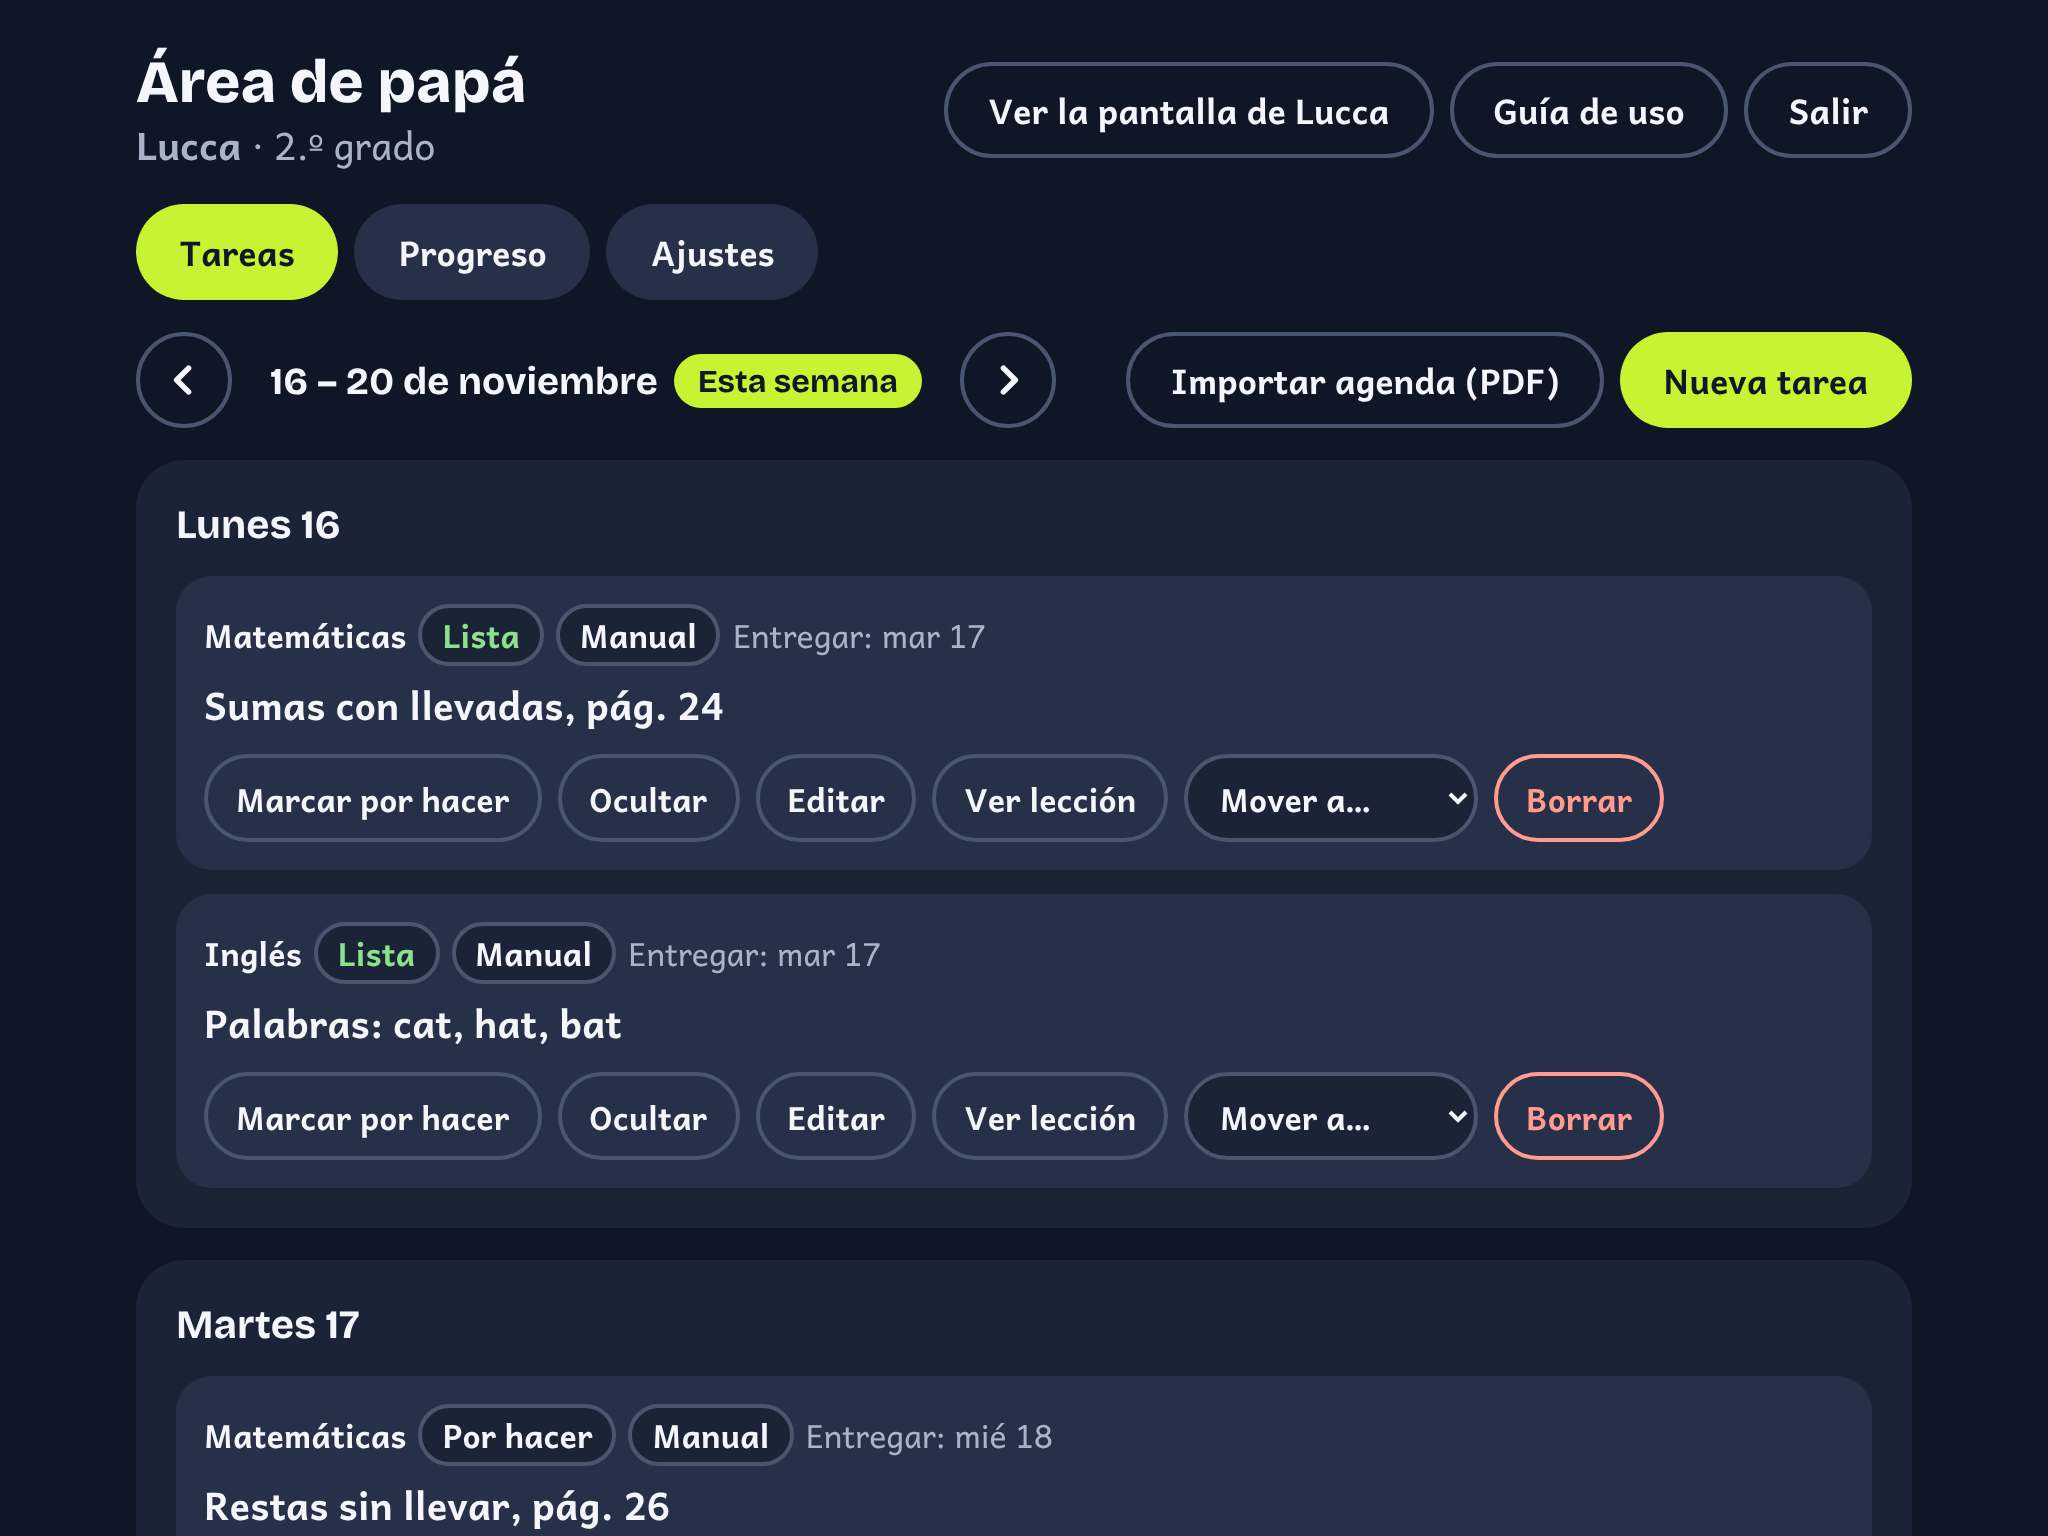 Área de papá
Lucca · 2.º grado
Ver la pantalla de Lucca
Guía de uso
Salir
Tareas
Progreso
Ajustes
16 – 20 de noviembre
Esta semana
Importar agenda (PDF)
Nueva tarea
Lunes 16
Matemáticas Lista Manual Entregar: mar 17
Sumas con llevadas, pág. 24
Marcar por hacer Ocultar Editar Ver lección Mover a... Borrar
Inglés Lista Manual Entregar: mar 17
Palabras: cat, hat, bat
Marcar por hacer Ocultar Editar Ver lección Mover a... Borrar
Martes 17
Matemáticas Por hacer Manual Entregar: mié 18
Restas sin llevar, pág. 26